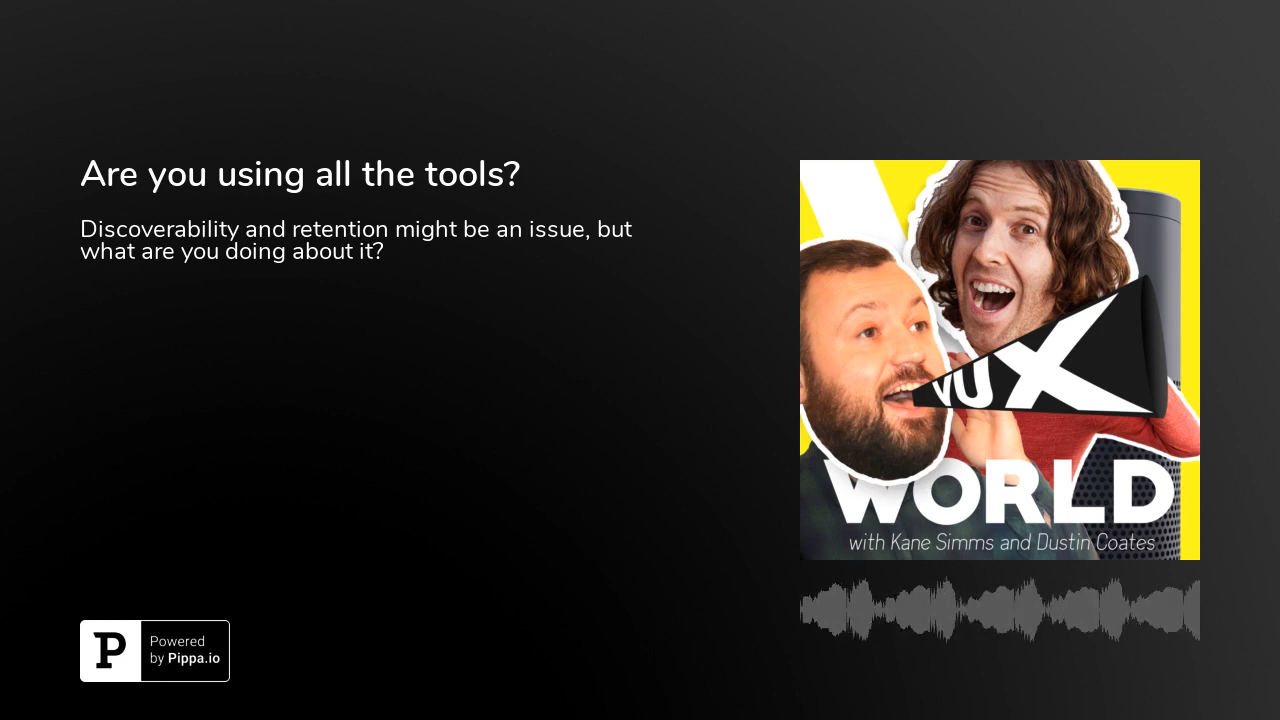 Are you using all the tools?
Discoverability and retention might be an issue, but
what are you doing about it?
VUX
WORLD
with Kane Simms and Dustin Coates
P
Powered
by Pippa.io